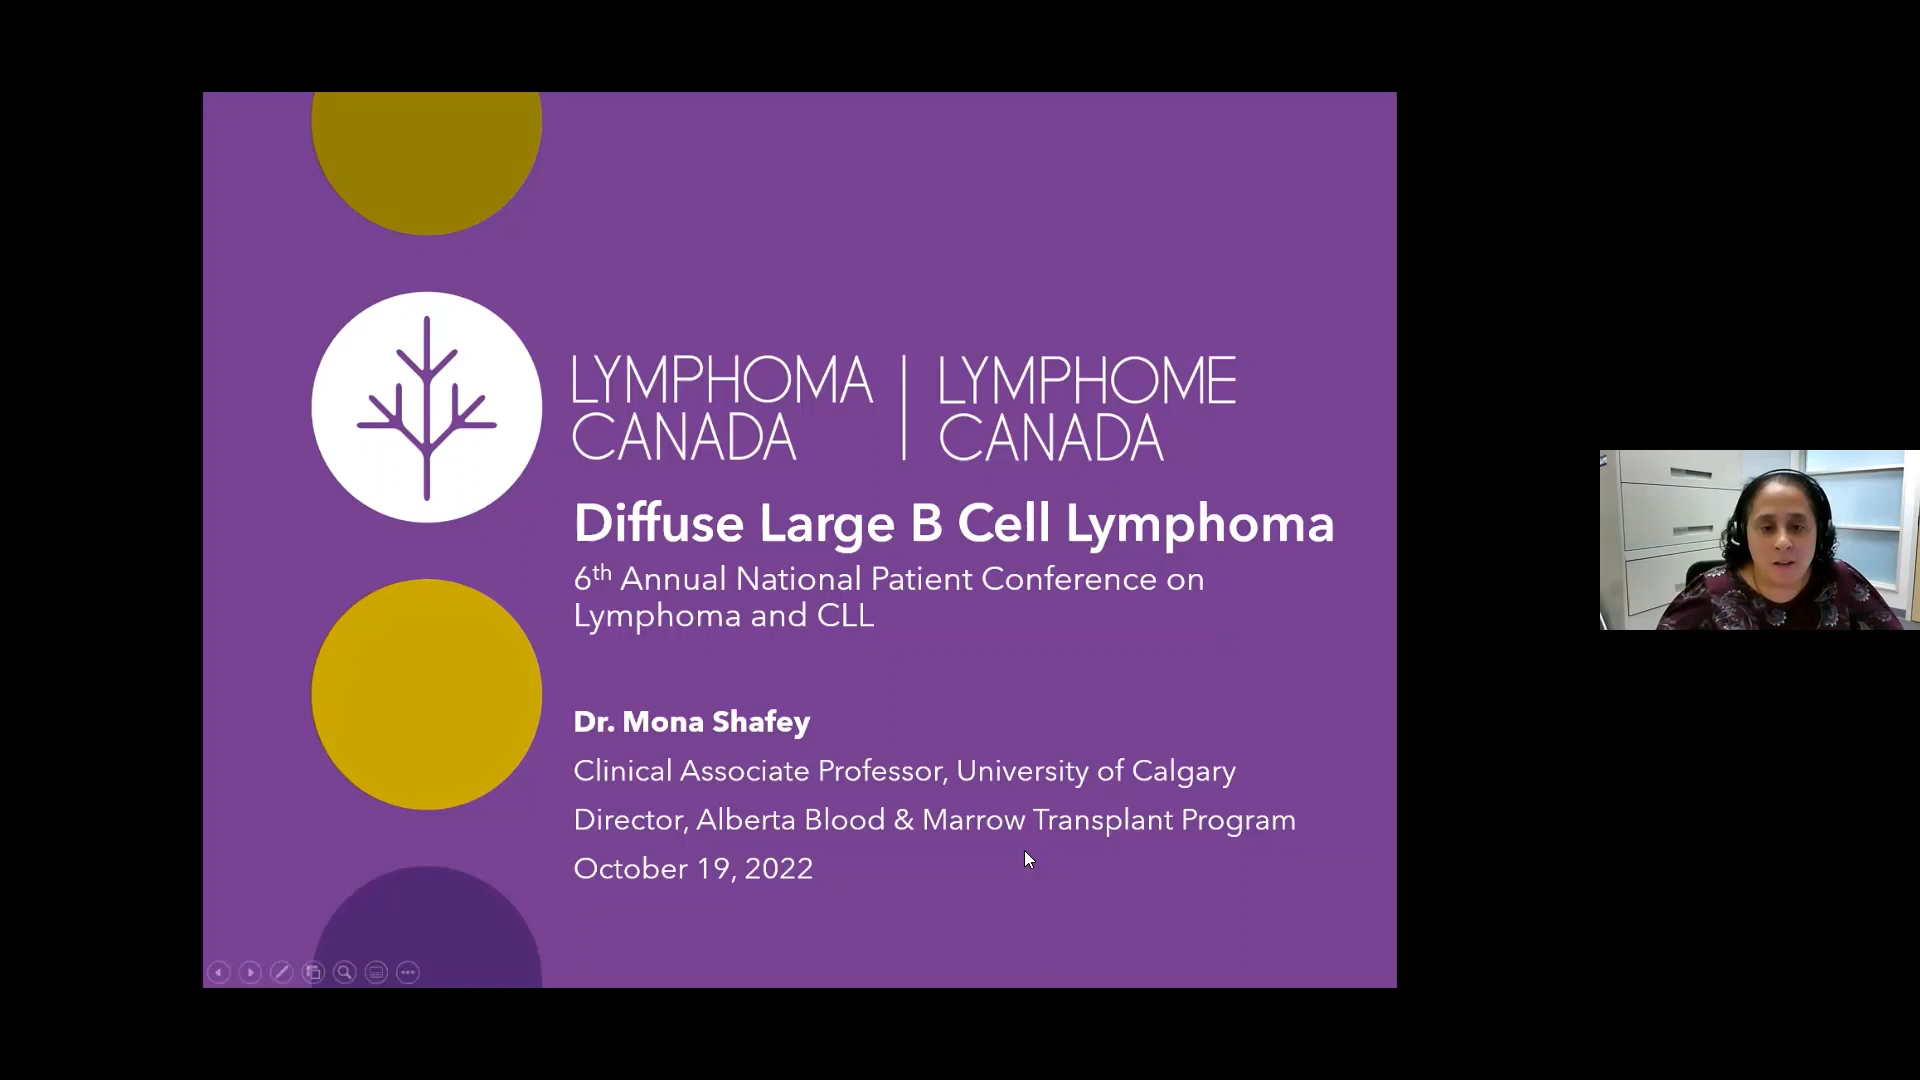 LYMPHOMA CANADA
LYMPHOME CANADA
Diffuse Large B Cell Lymphoma
6th Annual National Patient Conference on
Lymphoma and CLL
Dr. Mona Shafey
Clinical Associate Professor, University of Calgary
Director, Alberta Blood & Marrow Transplant Program
October 19, 2022